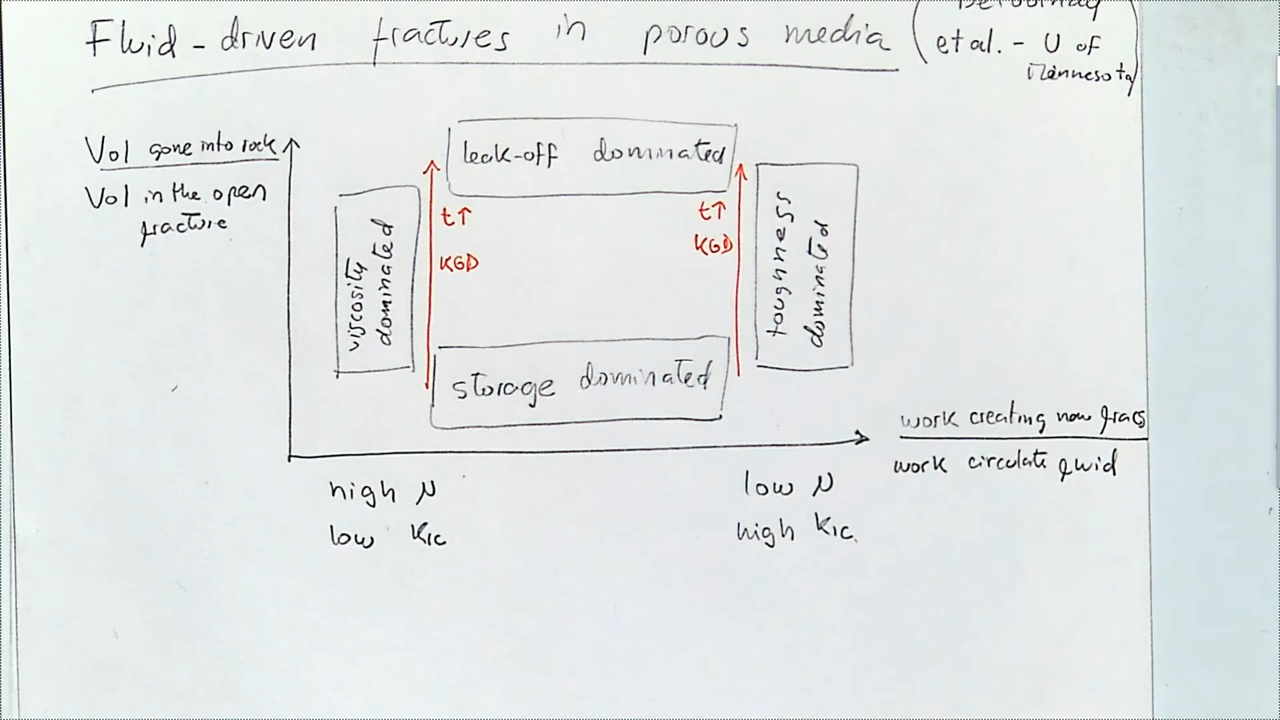 Fluid-driven fractures in porous media
et al. - U of
Minnesota
Vol gone into rock
Vol in the open
fracture
leak-off dominated
t↑
KGD
t↑
KGD
viscosity
dominated
toughness
dominated
storage dominated
work creating new fracs
work circulate fluid
high μ
low KIC
low μ
high KIC